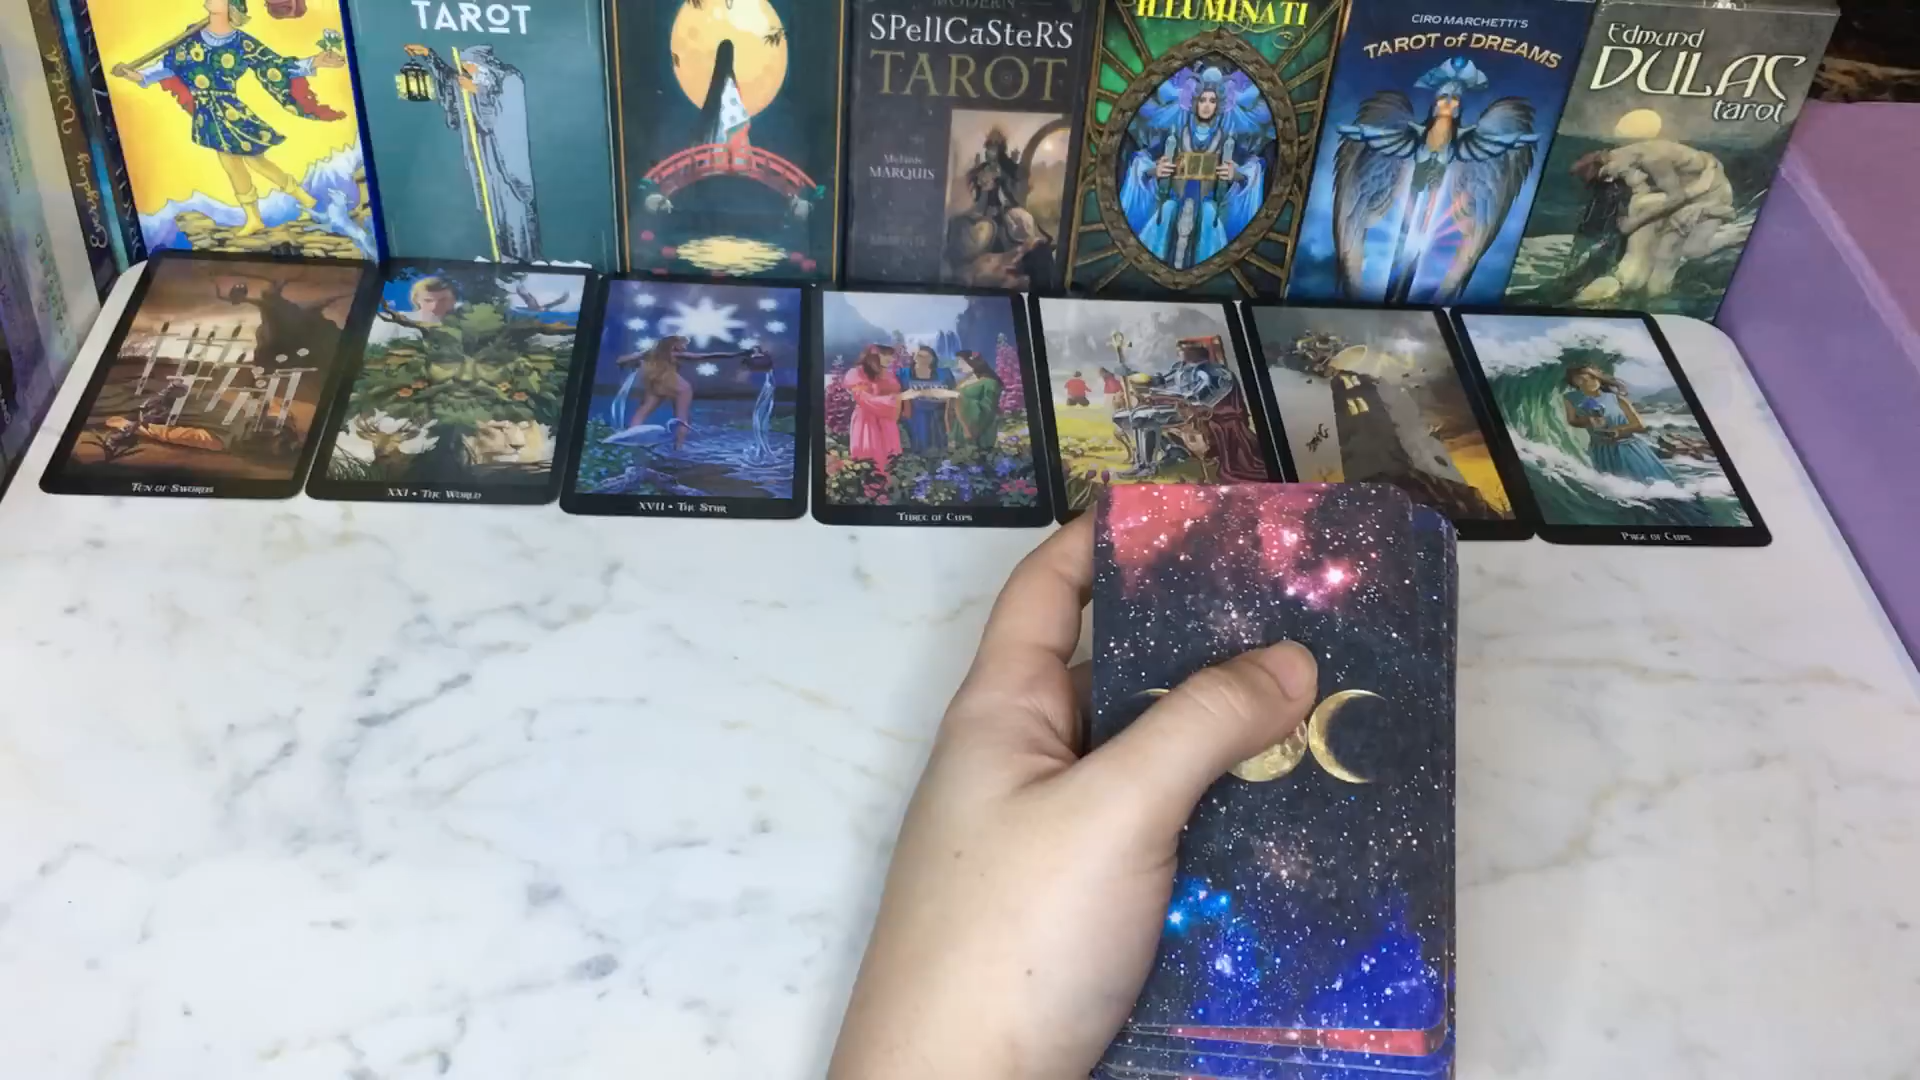 TAROT
MODERN
SPellCaSteRS
TAROT
Melanie
MARQUIS
ILLUMINATI
CIRO MARCHETTI'S
TAROT of DREAMS
Edmund
DULAC
tarot
Everyday Witch
Ten of Swords
XXI • The World
XVII • The Star
Three of Cups
Page of Cups